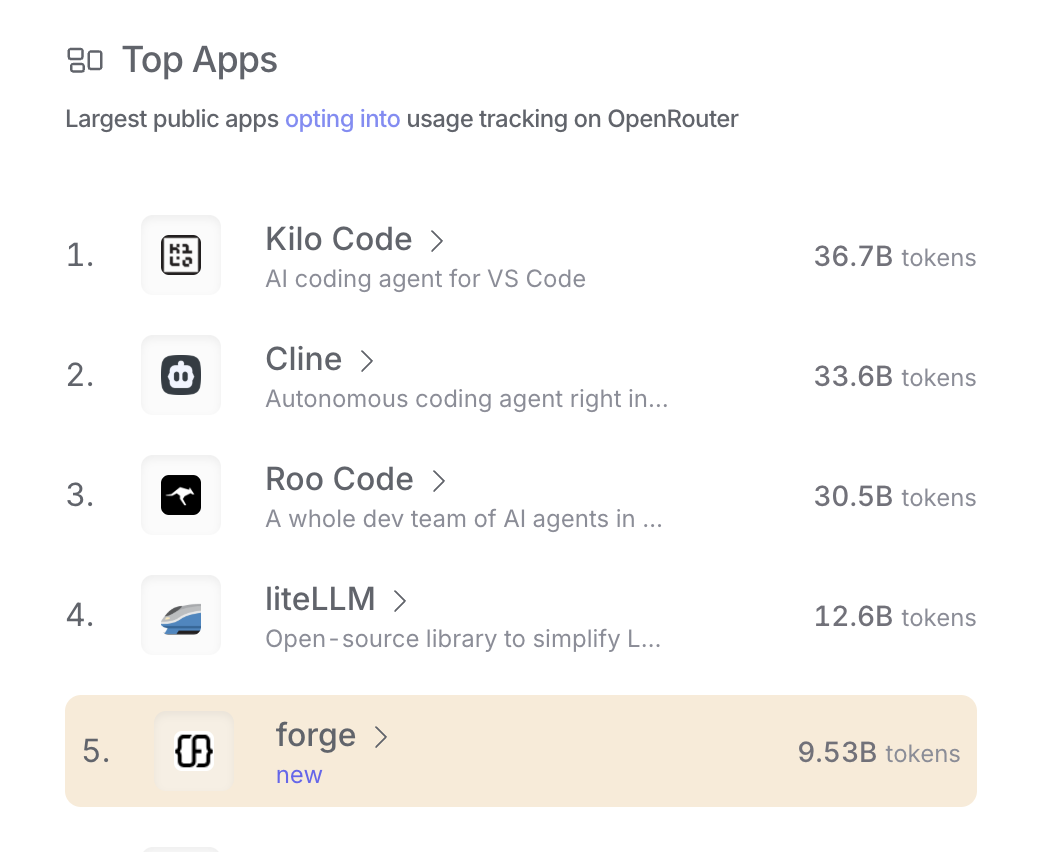 Top Apps
Largest public apps opting into usage tracking on OpenRouter
1.
Kilo Code
AI coding agent for VS Code
36.7B tokens
2.
Cline
Autonomous coding agent right in...
33.6B tokens
3.
Roo Code
A whole dev team of AI agents in ...
30.5B tokens
4.
liteLLM
Open-source library to simplify L...
12.6B tokens
5.
forge
new
9.53B tokens